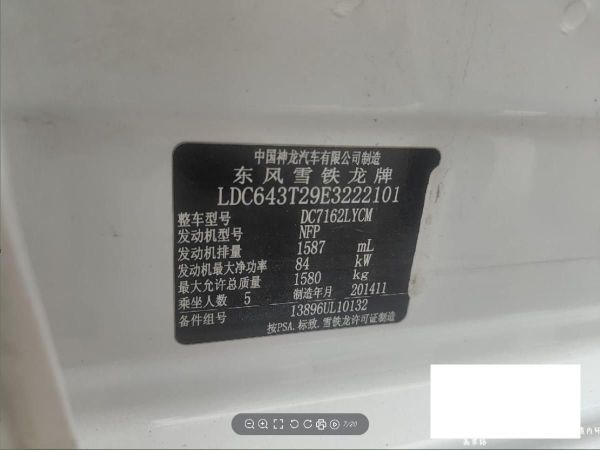 中国神龙汽车有限公司制造
东风雪铁龙牌
LDC643T29E3222101
整车型号 DC7162LYCM
发动机型号 NFP
发动机排量 1587 mL
发动机最大净功率 84 kW
最大允许总质量 1580 kg
乘坐人数 5 制造年月 201411
备件组号 13896UL10132
按PSA.标致.雪铁龙许可证制造
7/20